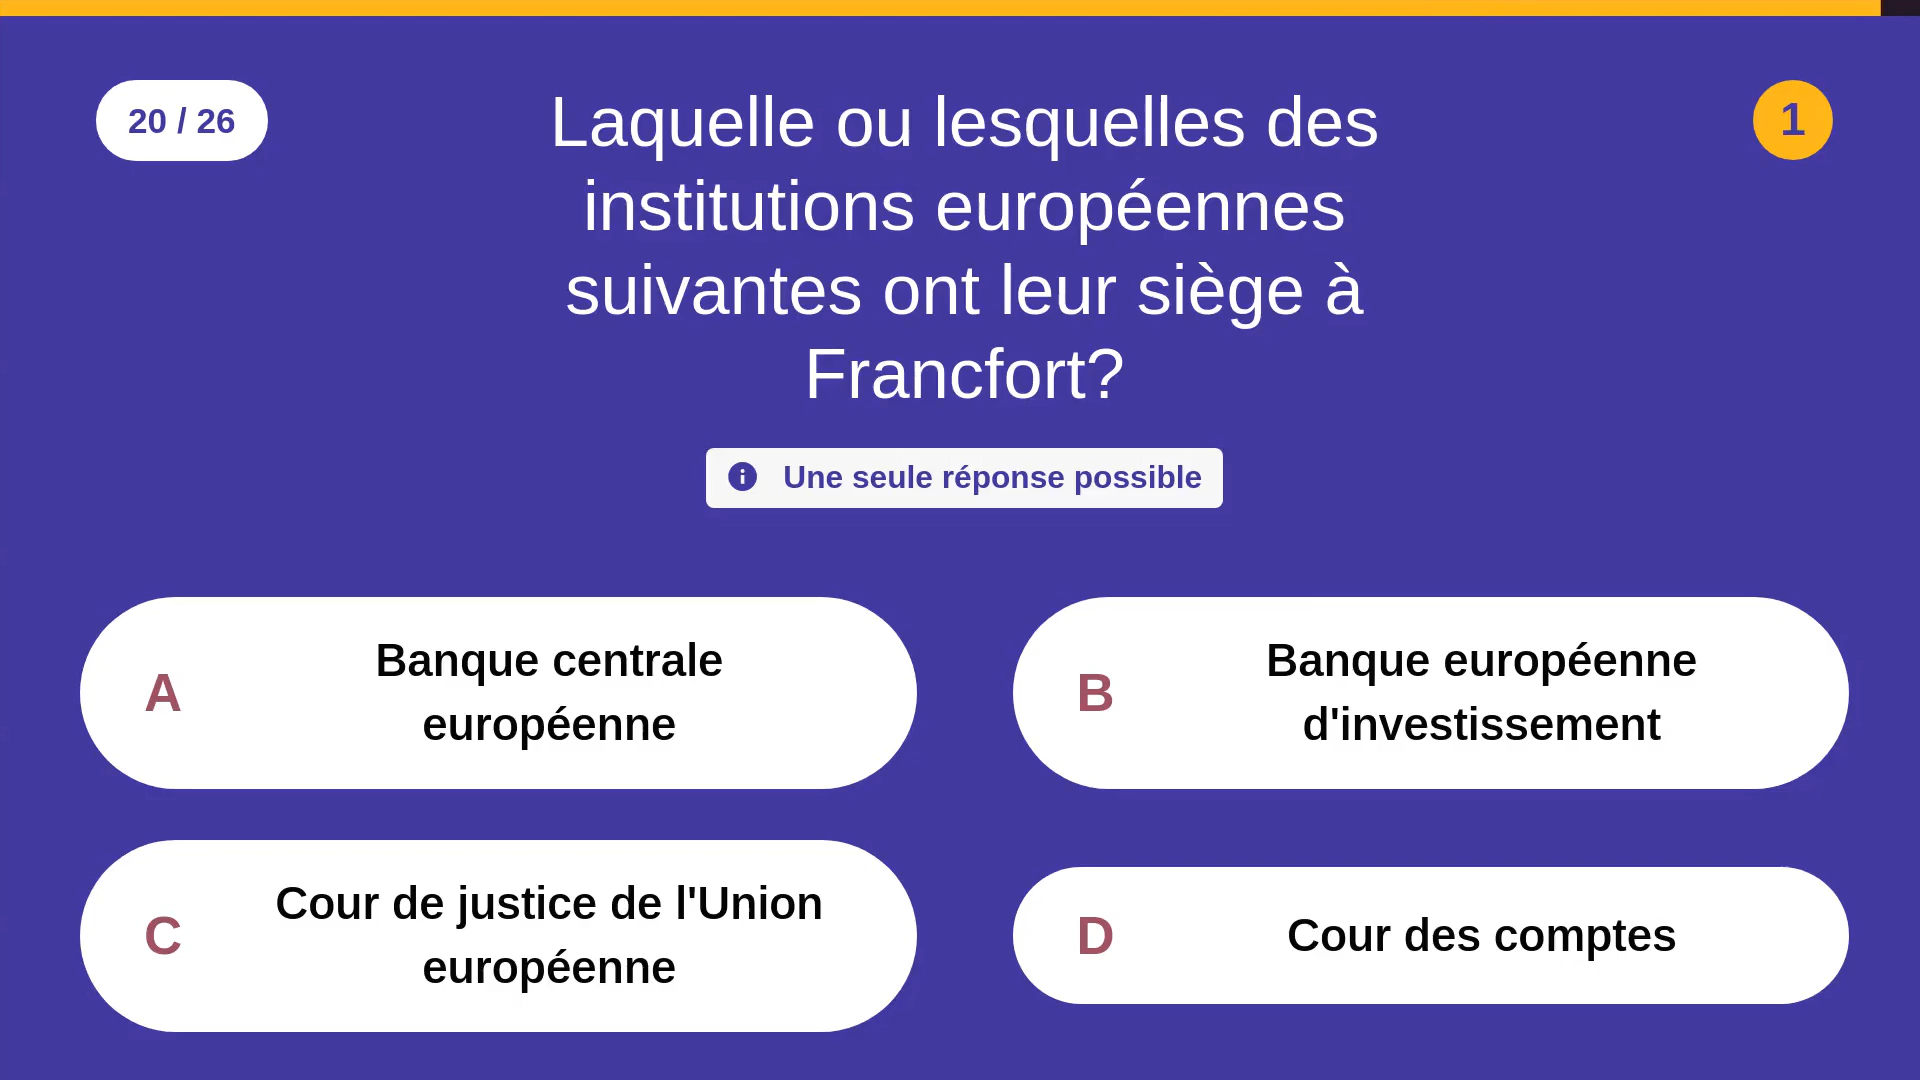 20 / 26
Laquelle ou lesquelles des
institutions européennes
suivantes ont leur siège à
Francfort?
1
Une seule réponse possible
A
Banque centrale
européenne
B
Banque européenne
d'investissement
C
Cour de justice de l'Union
européenne
D
Cour des comptes